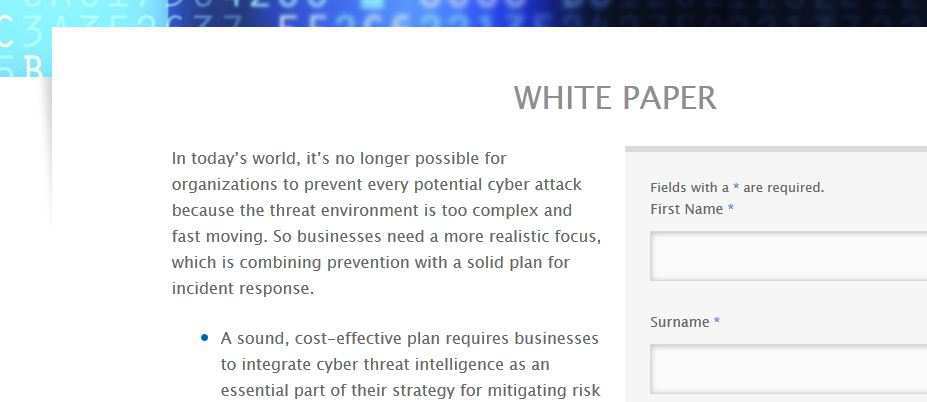 WHITE PAPER
In today's world, it's no longer possible for
organizations to prevent every potential cyber attack
because the threat environment is too complex and
fast moving. So businesses need a more realistic focus,
which is combining prevention with a solid plan for
incident response.
A sound, cost-effective plan requires businesses
to integrate cyber threat intelligence as an
essential part of their strategy for mitigating risk
Fields with a * are required.
First Name *
Surname *